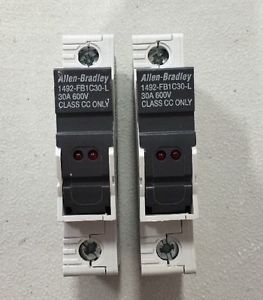 Allen-Bradley
1492-FB1C30-L
30A 600V
CLASS CC ONLY
Allen-Bradley
1492-FB1C30-L
30A 600V
CLASS CC ONLY